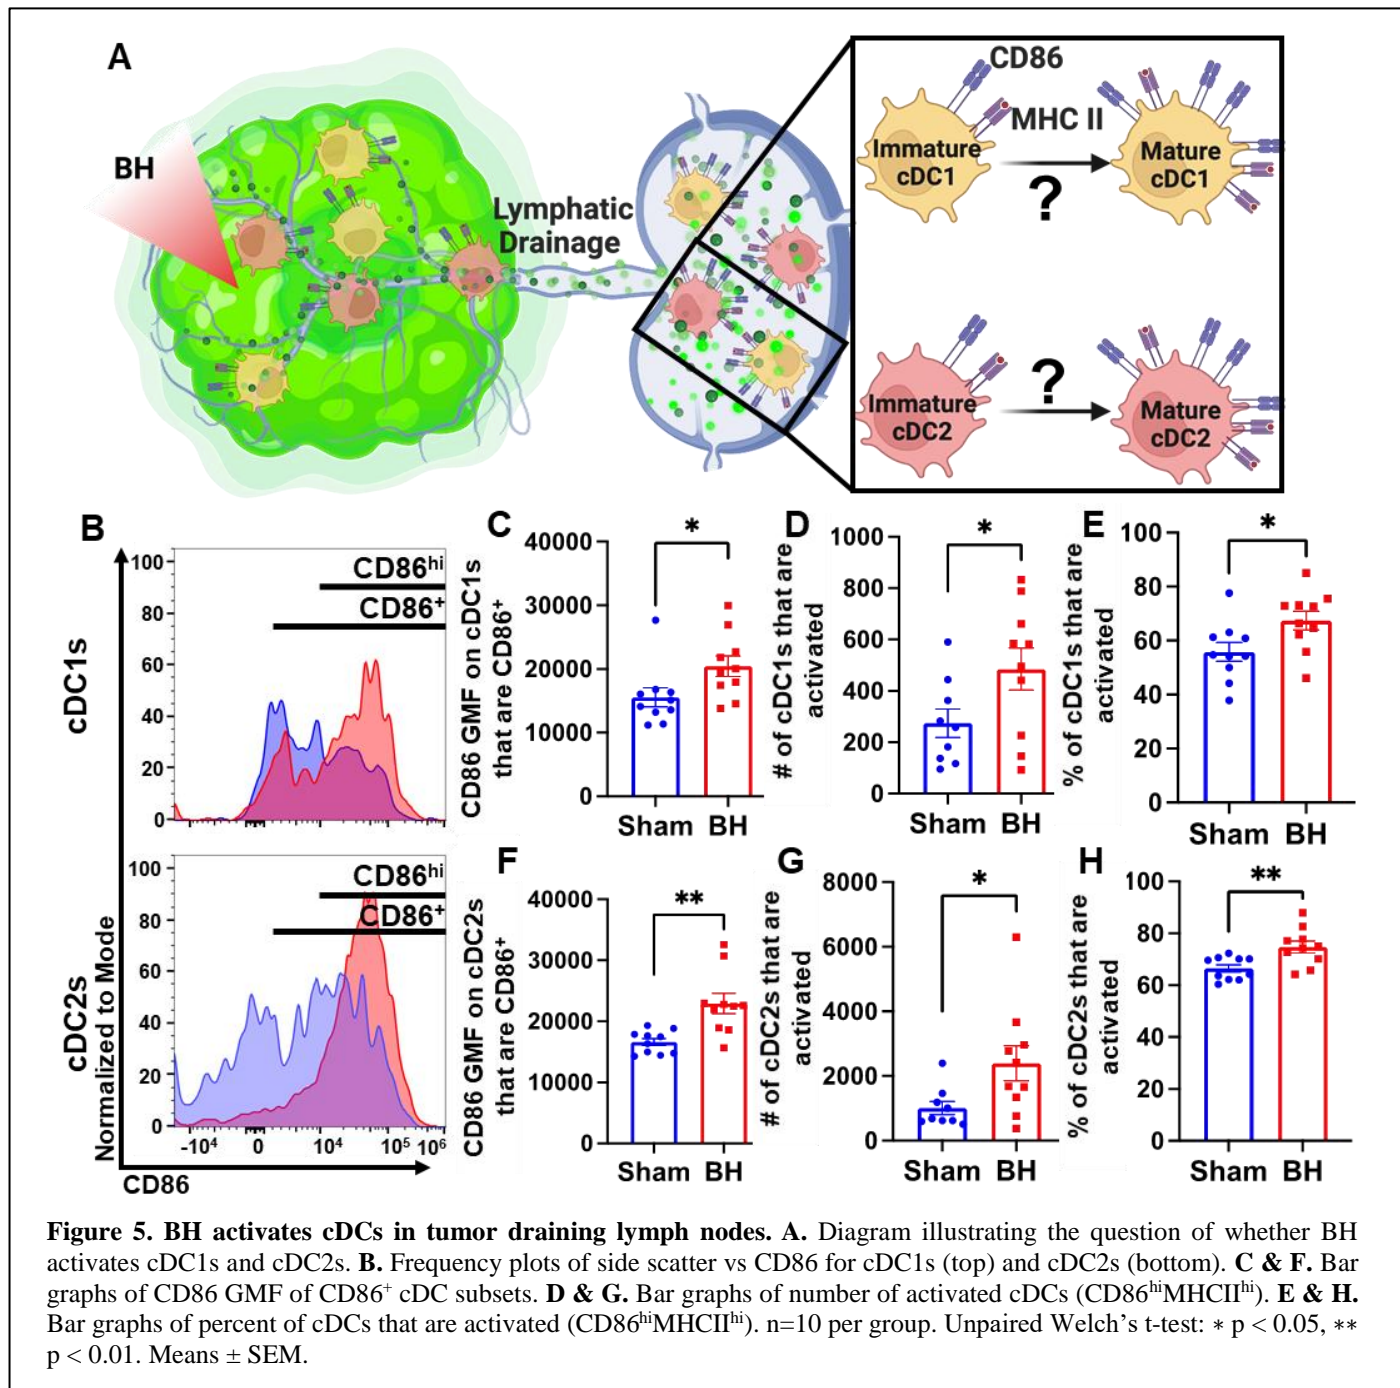 A
BH
Lymphatic
Drainage
CD86
MHC II
Immature
cDC1
?
Mature
cDC1
Immature
cDC2
?
Mature
cDC2
B
cDC1s
100
80
60
40
20
0
CD86hi
CD86+
cDC2s
Normalized to Mode
100
80
60
40
20
0
CD86hi
CD86+
-10⁴ 0 10⁴ 10⁵ 10⁶
CD86
C
CD86 GMF on cDC1s
that are CD86+
40000
30000
20000
10000
0
*
Sham BH
D
# of cDC1s that are
activated
1000
800
600
400
200
0
*
Sham BH
E
% of cDC1s that are
activated
100
80
60
40
20
0
*
Sham BH
F
CD86 GMF on cDC2s
that are CD86+
40000
30000
20000
10000
0
**
Sham BH
G
# of cDC2s that are
activated
8000
6000
4000
2000
0
*
Sham BH
H
% of cDC2s that are
activated
100
80
60
40
20
0
**
Sham BH
Figure 5. BH activates cDCs in tumor draining lymph nodes. A. Diagram illustrating the question of whether BH
activates cDC1s and cDC2s. B. Frequency plots of side scatter vs CD86 for cDC1s (top) and cDC2s (bottom). C & F. Bar
graphs of CD86 GMF of CD86+ cDC subsets. D & G. Bar graphs of number of activated cDCs (CD86hiMHCIIhi). E & H.
Bar graphs of percent of cDCs that are activated (CD86hiMHCIIhi). n=10 per group. Unpaired Welch’s t-test: * p < 0.05, **
p < 0.01. Means ± SEM.